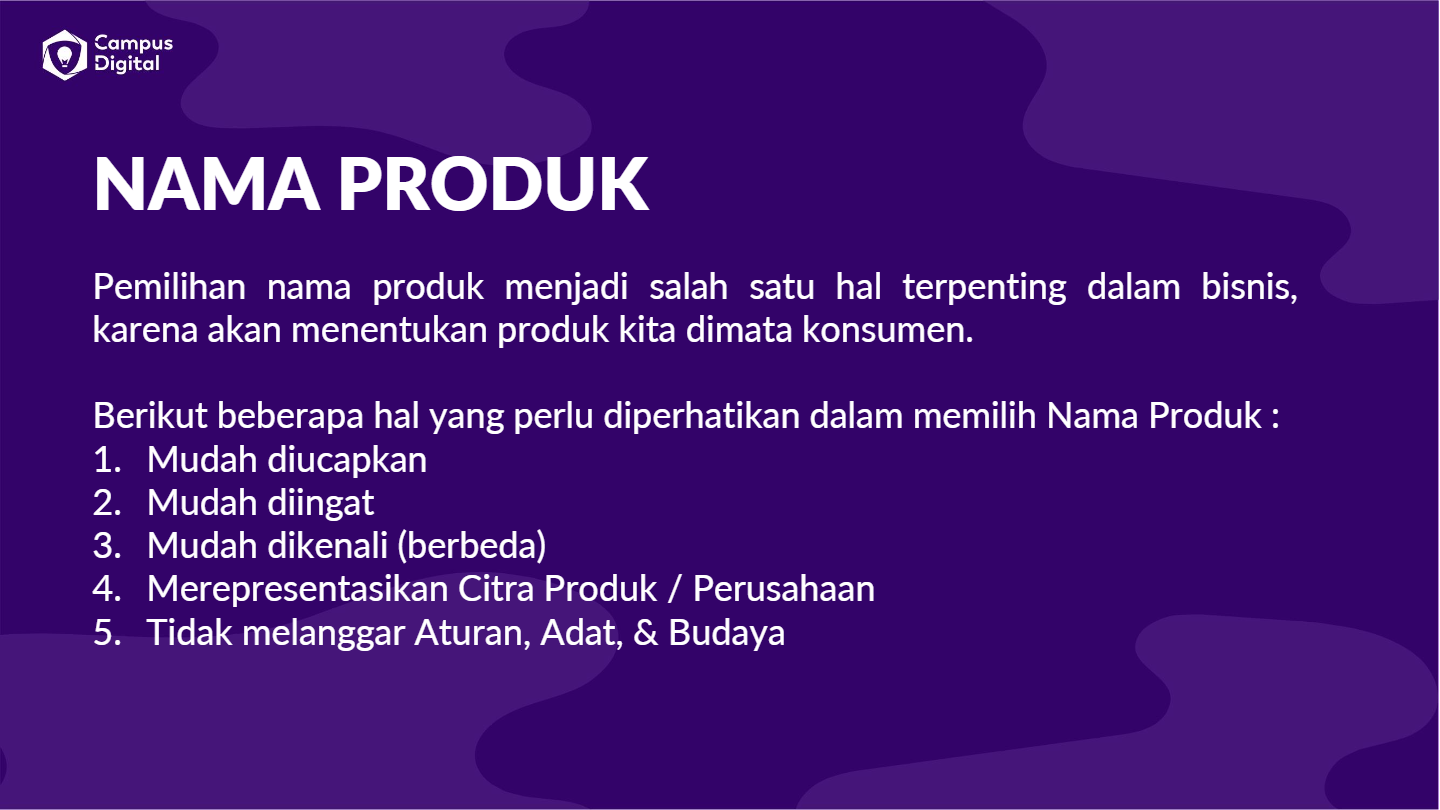 Campus
Digital
NAMA PRODUK
Pemilihan nama produk menjadi salah satu hal terpenting dalam bisnis,
karena akan menentukan produk kita dimata konsumen.
Berikut beberapa hal yang perlu diperhatikan dalam memilih Nama Produk :
1. Mudah diucapkan
2. Mudah diingat
3. Mudah dikenali (berbeda)
4. Merepresentasikan Citra Produk / Perusahaan
5. Tidak melanggar Aturan, Adat, & Budaya